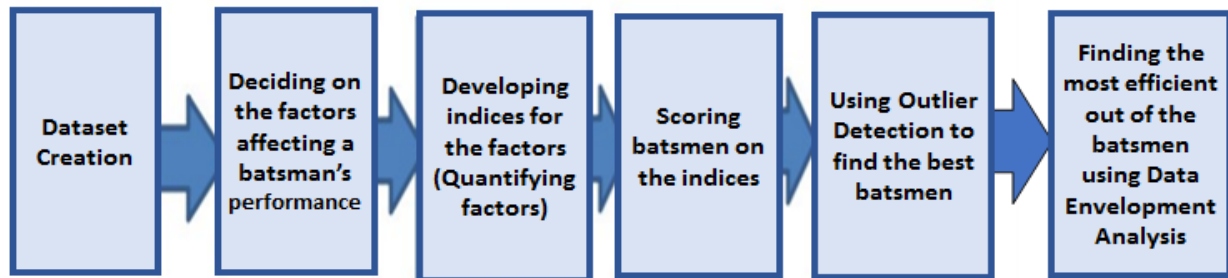 Dataset
Creation
Deciding on
the factors
affecting a
batsman's
performance
Developing
indices for
the factors
(Quantifying
factors)
Scoring
batsmen on
the indices
Using Outlier
Detection to
find the best
batsmen
Finding the
most efficient
out of the
batsmen
using Data
Envelopment
Analysis